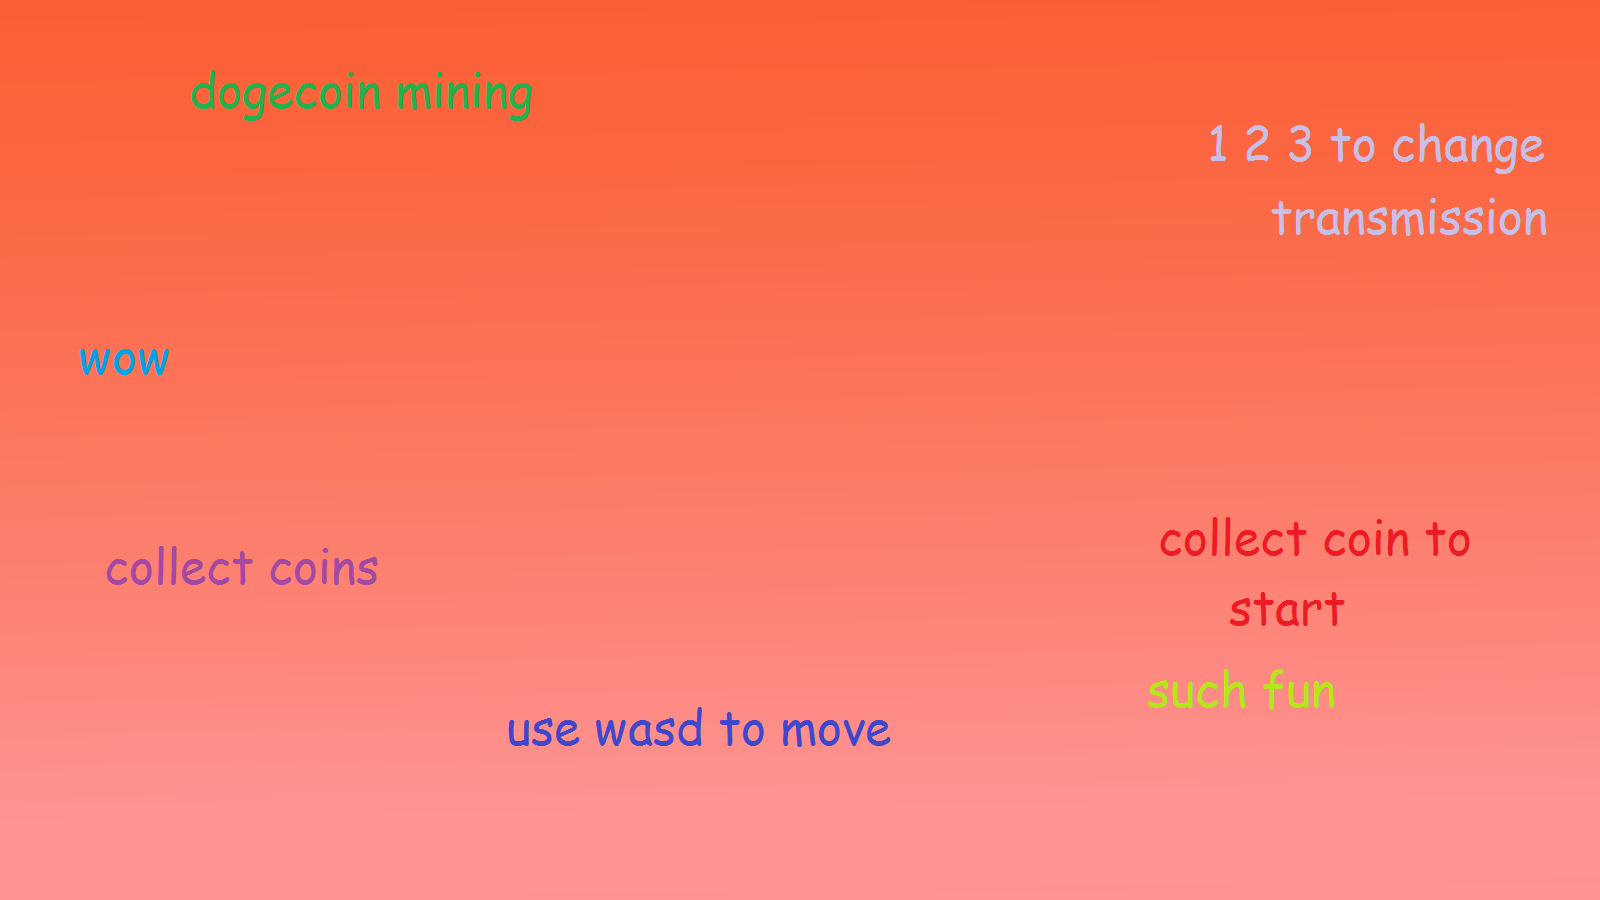 dogecoin mining
1 2 3 to change
transmission
wow
collect coins
collect coin to
start
such fun
use wasd to move